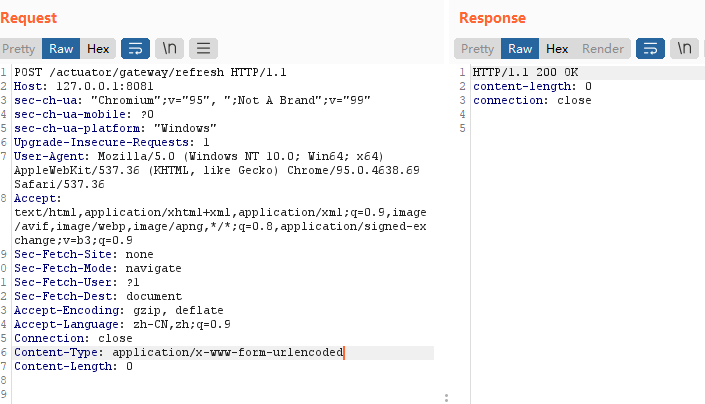 Request
Pretty Raw Hex \n
1 POST /actuator/gateway/refresh HTTP/1.1
2 Host: 127.0.0.1:8081
3 sec-ch-ua: "Chromium";v="95", ";Not A Brand";v="99"
4 sec-ch-ua-mobile: ?0
5 sec-ch-ua-platform: "Windows"
6 Upgrade-Insecure-Requests: 1
7 User-Agent: Mozilla/5.0 (Windows NT 10.0; Win64; x64)
AppleWebKit/537.36 (KHTML, like Gecko) Chrome/95.0.4638.69
Safari/537.36
8 Accept:
text/html,application/xhtml+xml,application/xml;q=0.9,image
/avif,image/webp,image/apng,*/*;q=0.8,application/signed-ex
change;v=b3;q=0.9
9 Sec-Fetch-Site: none
0 Sec-Fetch-Mode: navigate
1 Sec-Fetch-User: ?1
2 Sec-Fetch-Dest: document
3 Accept-Encoding: gzip, deflate
4 Accept-Language: zh-CN,zh;q=0.9
5 Connection: close
6 Content-Type: application/x-www-form-urlencoded
7 Content-Length: 0
8
9
Response
Pretty Raw Hex Render \n
1 HTTP/1.1 200 OK
2 content-length: 0
3 connection: close
4
5